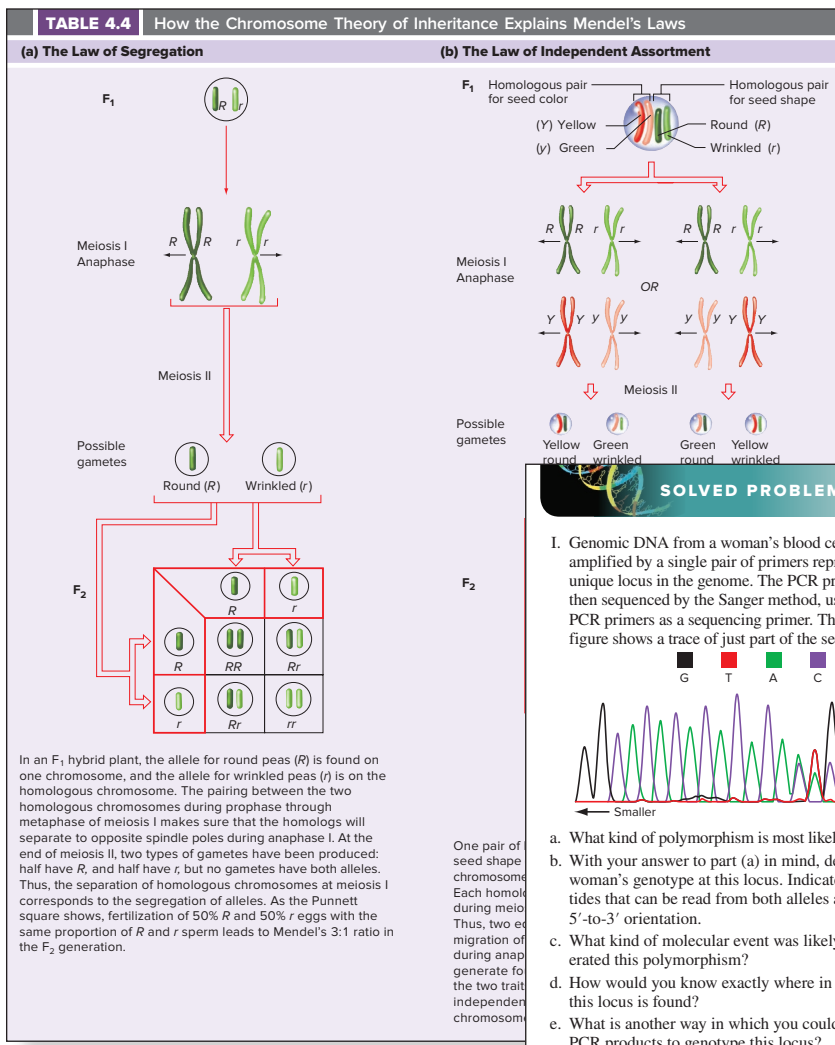 TABLE 4.4 How the Chromosome Theory of Inheritance Explains Mendel's Laws
(a) The Law of Segregation
F1
R r
Meiosis I
Anaphase
R R r r
Meiosis II
Possible
gametes
Round (R) Wrinkled (r)
F2
R r
R RR Rr
r Rr rr
In an F1 hybrid plant, the allele for round peas (R) is found on
one chromosome, and the allele for wrinkled peas (r) is on the
homologous chromosome. The pairing between the two
homologous chromosomes during prophase through
metaphase of meiosis I makes sure that the homologs will
separate to opposite spindle poles during anaphase I. At the
end of meiosis II, two types of gametes have been produced:
half have R, and half have r, but no gametes have both alleles.
Thus, the separation of homologous chromosomes at meiosis I
corresponds to the segregation of alleles. As the Punnett
square shows, fertilization of 50% R and 50% r eggs with the
same proportion of R and r sperm leads to Mendel's 3:1 ratio in
the F2 generation.
(b) The Law of Independent Assortment
F1 Homologous pair Homologous pair
for seed color for seed shape
(Y) Yellow Round (R)
(y) Green Wrinkled (r)
R R r r R R r r
Meiosis I
Anaphase
OR
Y Y y y y y Y Y
Meiosis II
Possible
gametes
Yellow Green Green Yellow
round wrinkled round wrinkled
F2
One pair of
seed shape
chromosome
Each
during
Thus, two
migration of
during
generate
the two
chromosome
SOLVED PROBLEM
I. Genomic DNA from a woman's blood
amplified by a single pair of primers
unique locus in the genome. The PCR
then sequenced by the Sanger method,
PCR primers as a sequencing primer.
figure shows a trace of just part of the
G T A C
Smaller
a. What kind of polymorphism is most
b. With your answer to part (a) in mind,
woman's genotype at this locus.
tides that can be read from both alleles
5′-to-3′ orientation.
c. What kind of molecular event was likely
erated this polymorphism?
d. How would you know exactly where in
this locus is found?
e. What is another way in which you could
PCR products to genotype this locus?